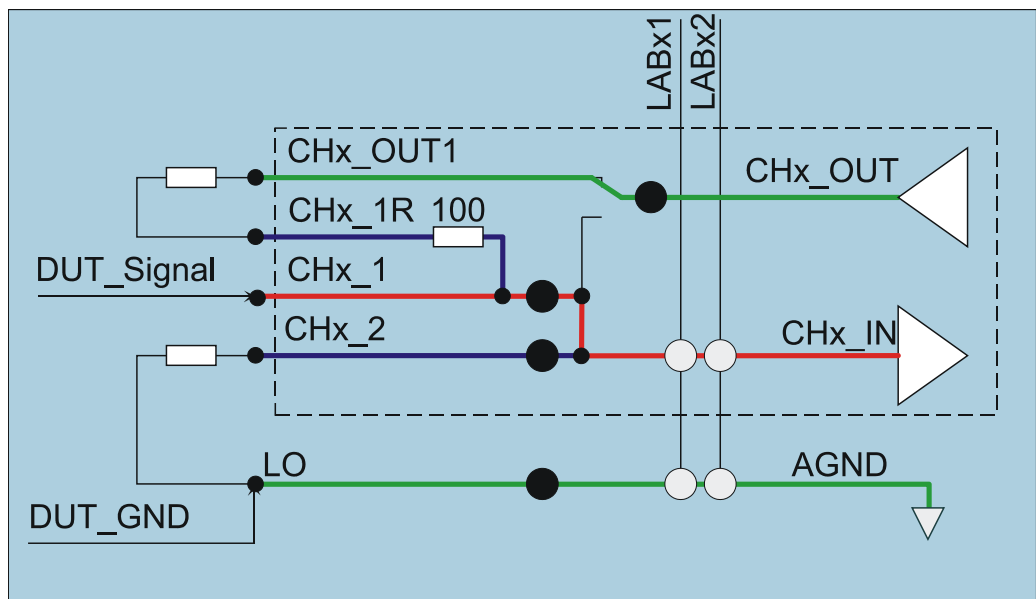 LABx1
LABx2
CHx_OUT1
CHx_OUT
CHx_1R 100
DUT_Signal
CHx_1
CHx_2
CHx_IN
LO
AGND
DUT_GND